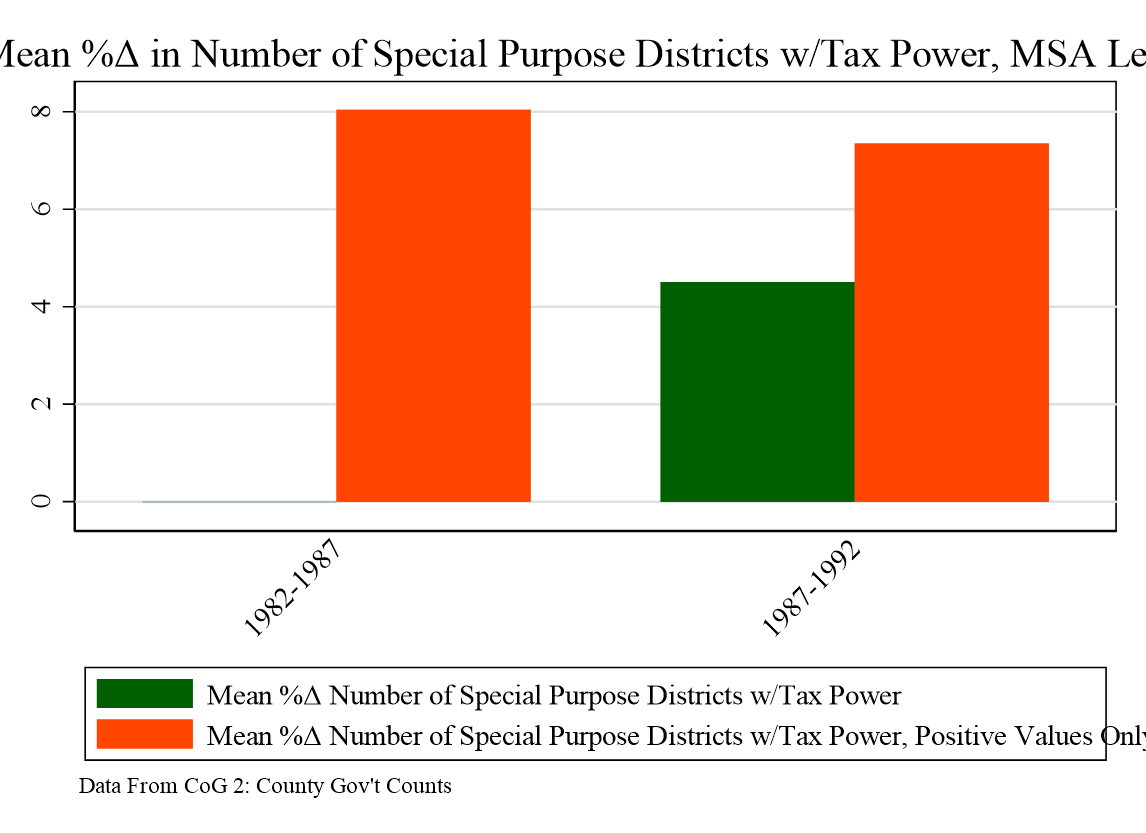 Mean %Δ in Number of Special Purpose Districts w/Tax Power, MSA Le
8
6
4
2
0
1982-1987
1987-1992
Mean %Δ Number of Special Purpose Districts w/Tax Power
Mean %Δ Number of Special Purpose Districts w/Tax Power, Positive Values Only
Data From CoG 2: County Gov't Counts